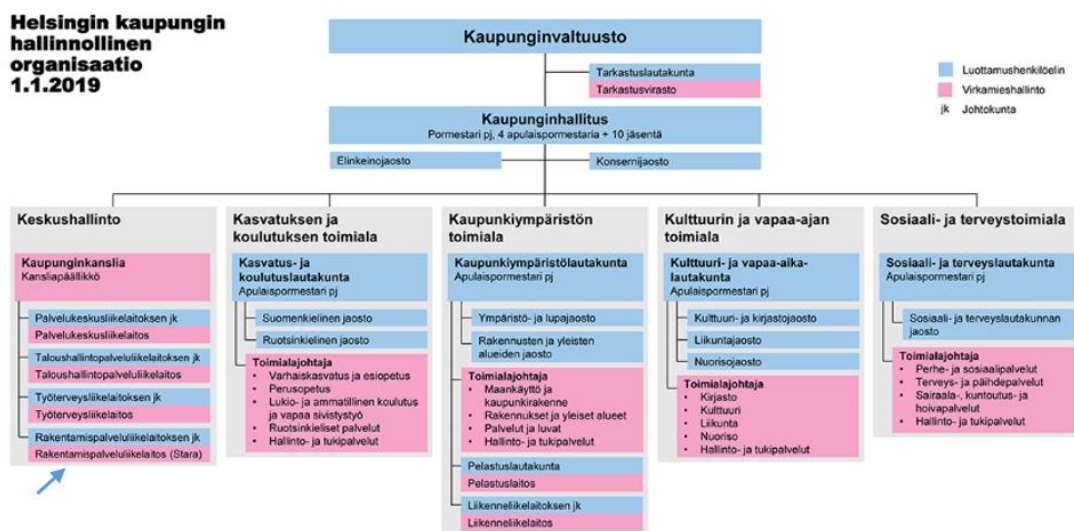 Helsingin kaupungin
hallinnollinen
organisaatio
1.1.2019
Kaupunginvaltuusto
Tarkastuslautakunta
Tarkastusvirasto
Luottamushenkilöelin
Virkamieshallinto
jk Johtokunta
Kaupunginhallitus
Pormestari pj, 4 apulaispormestaria + 10 jäsentä
Elinkeinojaosto
Konsernijaosto
Keskushallinto
Kaupunginkanslia
Kansliapäällikkö
Palvelukeskusliikelaitoksen jk
Palvelukeskusliikelaitos
Taloushallintopalveluliikelaitoksen jk
Taloushallintopalveluliikelaitos
Työterveysliikelaitoksen jk
Työterveysliikelaitos
Rakentamispalveluliikelaitoksen jk
Rakentamispalveluliikelaitos (Stara)
Kasvatuksen ja
koulutuksen toimiala
Kasvatus- ja
koulutuslautakunta
Apulaispormestari pj
Suomenkielinen jaosto
Ruotsinkielinen jaosto
Toimialajohtaja
• Varhaiskasvatus ja esiopetus
• Perusopetus
• Lukio- ja ammatillinen koulutus
ja vapaa sivistystyö
• Ruotsinkieliset palvelut
• Hallinto- ja tukipalvelut
Kaupunkiympäristön
toimiala
Kaupunkiympäristölautakunta
Apulaispormestari pj
Ympäristö- ja lupajaosto
Rakennusten ja yleisten
alueiden jaosto
Toimialajohtaja
• Maankäyttö ja
kaupunkirakenne
• Rakennukset ja yleiset alueet
• Palvelut ja luvat
• Hallinto- ja tukipalvelut
Pelastuslautakunta
Pelastuslaitos
Liikenneliikelaitoksen jk
Liikenneliikelaitos
Kulttuurin ja vapaa-ajan
toimiala
Kulttuuri- ja vapaa-aika-
lautakunta
Apulaispormestari pj
Kulttuuri- ja kirjastojaosto
Liikuntajaosto
Nuorisojaosto
Toimialajohtaja
• Kirjasto
• Kulttuuri
• Liikunta
• Nuoriso
• Hallinto- ja tukipalvelut
Sosiaali- ja terveystoimiala
Sosiaali- ja terveyslautakunta
Apulaispormestari pj
Sosiaali- ja terveyslautakunnan
jaosto
Toimialajohtaja
• Perhe- ja sosiaalipalvelut
• Terveys- ja päihdepalvelut
• Sairaala-, kuntoutus- ja
hoivapalvelut
• Hallinto- ja tukipalvelut